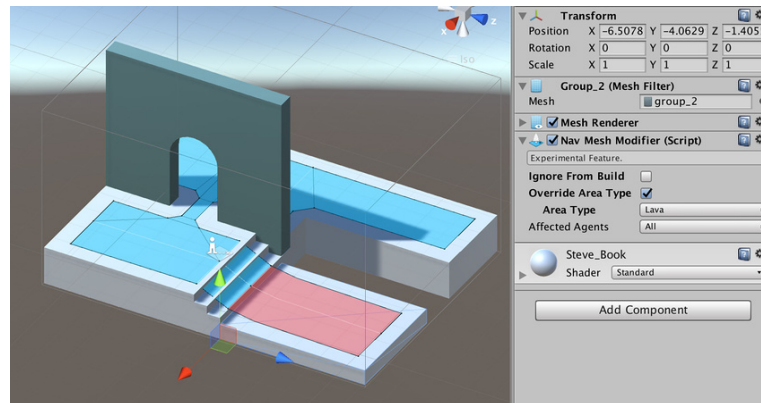 x
z
Iso
Transform
Position X -6.5078 Y -4.0629 Z -1.405
Rotation X 0 Y 0 Z 0
Scale X 1 Y 1 Z 1
Group_2 (Mesh Filter)
Mesh group_2
Mesh Renderer
Nav Mesh Modifier (Script)
Experimental Feature.
Ignore From Build
Override Area Type
Area Type Lava
Affected Agents All
Steve_Book
Shader Standard
Add Component